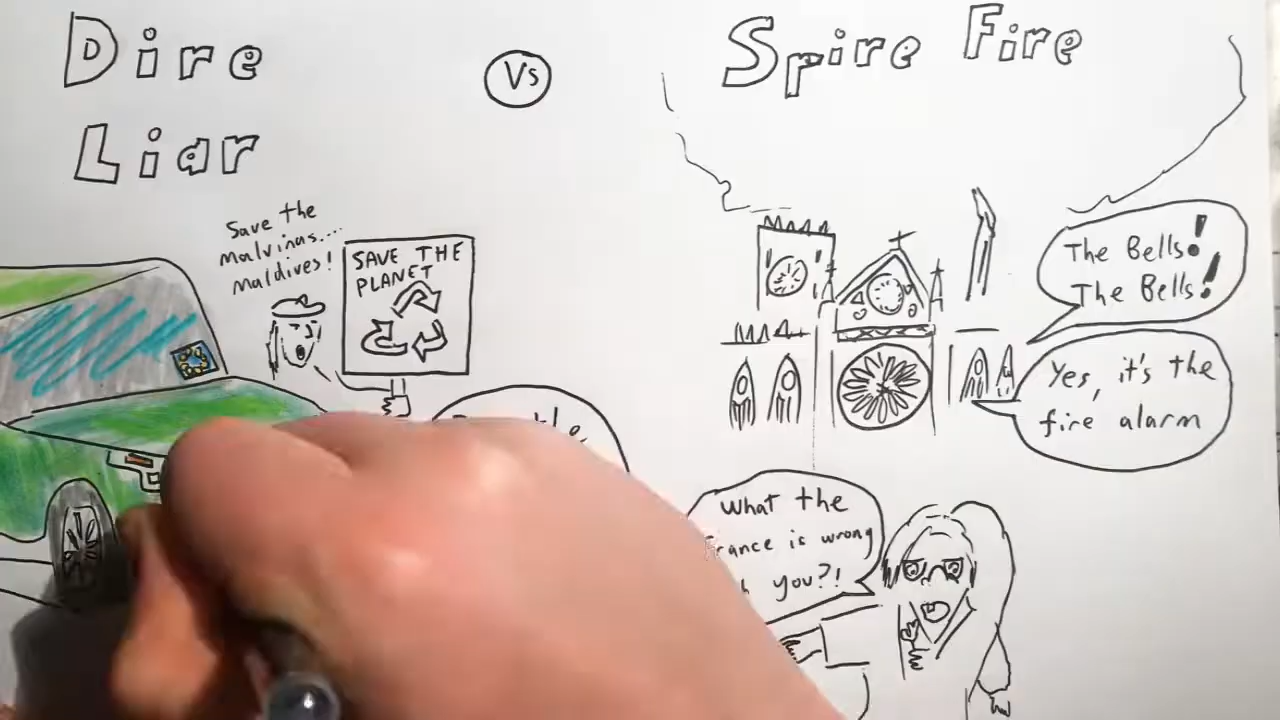 Dire
Liar
Vs
Spire Fire
Save the
malvinas....
maldives!
SAVE THE
PLANET
The Bells!
The Bells!
Yes, it's the
fire alarm
the
What the
France is wrong
you?!